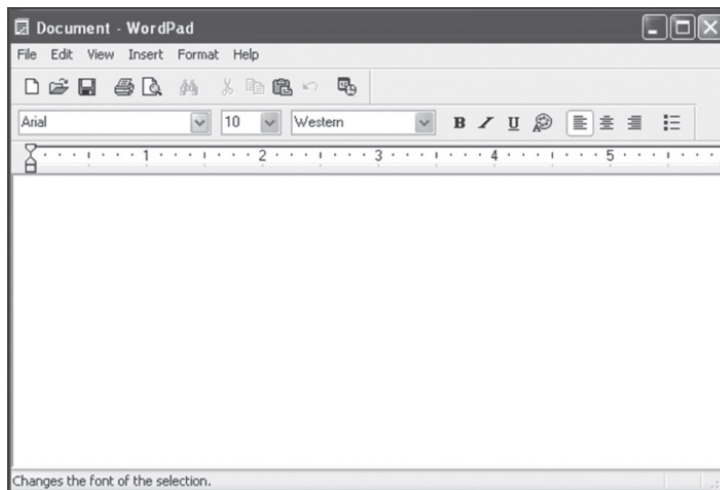 Document - WordPad
File Edit View Insert Format Help
Arial 10 Western B I U
1 2 3 4 5
Changes the font of the selection.